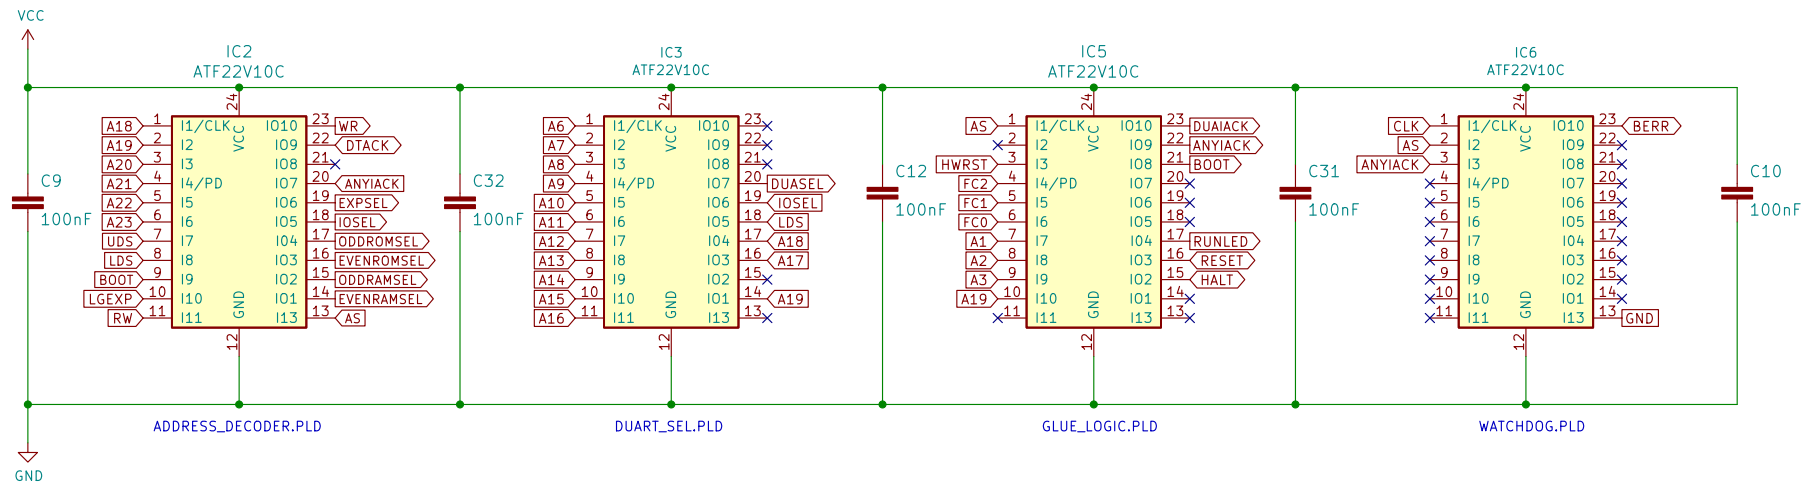 VCC
IC2
ATF22V10C
IC3
ATF22V10C
IC5
ATF22V10C
IC6
ATF22V10C
24
VCC
A18 1 I1/CLK IO10 23 WR
A19 2 I2 IO9 22 DTACK
A20 3 I3 IO8 21
A21 4 I4/PD IO7 20 ANYIACK
A22 5 I5 IO6 19 EXPSEL
A23 6 I6 IO5 18 IOSEL
UDS 7 I7 IO4 17 ODDROMSEL
LDS 8 I8 IO3 16 EVENROMSEL
BOOT 9 I9 IO2 15 ODDRAMSEL
LGEXP 10 I10 IO1 14 EVENRAMSEL
RW 11 I11 I13 13 AS
GND
12
24
VCC
A6 1 I1/CLK IO10 23
A7 2 I2 IO9 22
A8 3 I3 IO8 21
A9 4 I4/PD IO7 20 DUASEL
A10 5 I5 IO6 19 IOSEL
A11 6 I6 IO5 18 LDS
A12 7 I7 IO4 17 A18
A13 8 I8 IO3 16 A17
A14 9 I9 IO2 15
A15 10 I10 IO1 14 A19
A16 11 I11 I13 13
GND
12
24
VCC
AS 1 I1/CLK IO10 23 DUAIACK
2 I2 IO9 22 ANYIACK
HWRST 3 I3 IO8 21 BOOT
FC2 4 I4/PD IO7 20
FC1 5 I5 IO6 19
FC0 6 I6 IO5 18
A1 7 I7 IO4 17 RUNLED
A2 8 I8 IO3 16 RESET
A3 9 I9 IO2 15 HALT
A19 10 I10 IO1 14
11 I11 I13 13
GND
12
24
VCC
CLK 1 I1/CLK IO10 23 BERR
AS 2 I2 IO9 22
ANYIACK 3 I3 IO8 21
4 I4/PD IO7 20
5 I5 IO6 19
6 I6 IO5 18
7 I7 IO4 17
8 I8 IO3 16
9 I9 IO2 15
10 I10 IO1 14
11 I11 I13 13 GND
GND
12
C9
100nF
C32
100nF
C12
100nF
C31
100nF
C10
100nF
ADDRESS_DECODER.PLD
DUART_SEL.PLD
GLUE_LOGIC.PLD
WATCHDOG.PLD
GND